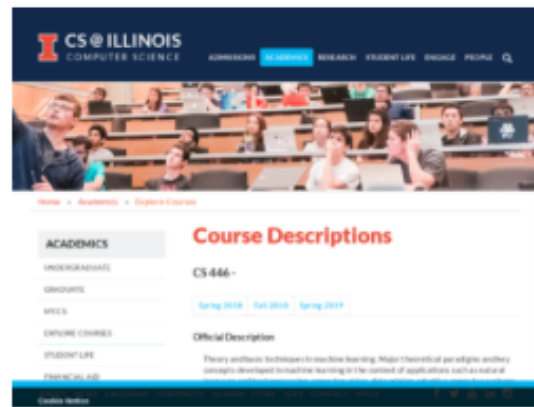 CS @ ILLINOIS
COMPUTER SCIENCE
ADMISSIONS ACADEMICS RESEARCH STUDENT LIFE ENGAGE PEOPLE
Home Academics Explore Courses
ACADEMICS
UNDERGRADUATE
GRADUATE
MY.CS
EXPLORE COURSES
STUDENT LIFE
FINANCIAL AID
Course Descriptions
CS 446 -
Spring 2018 Fall 2018 Spring 2019
Official Description
Theory and basic techniques in machine learning. Major theoretical paradigms and key
concepts developed in machine learning in the context of applications such as natural
Cookie Notice